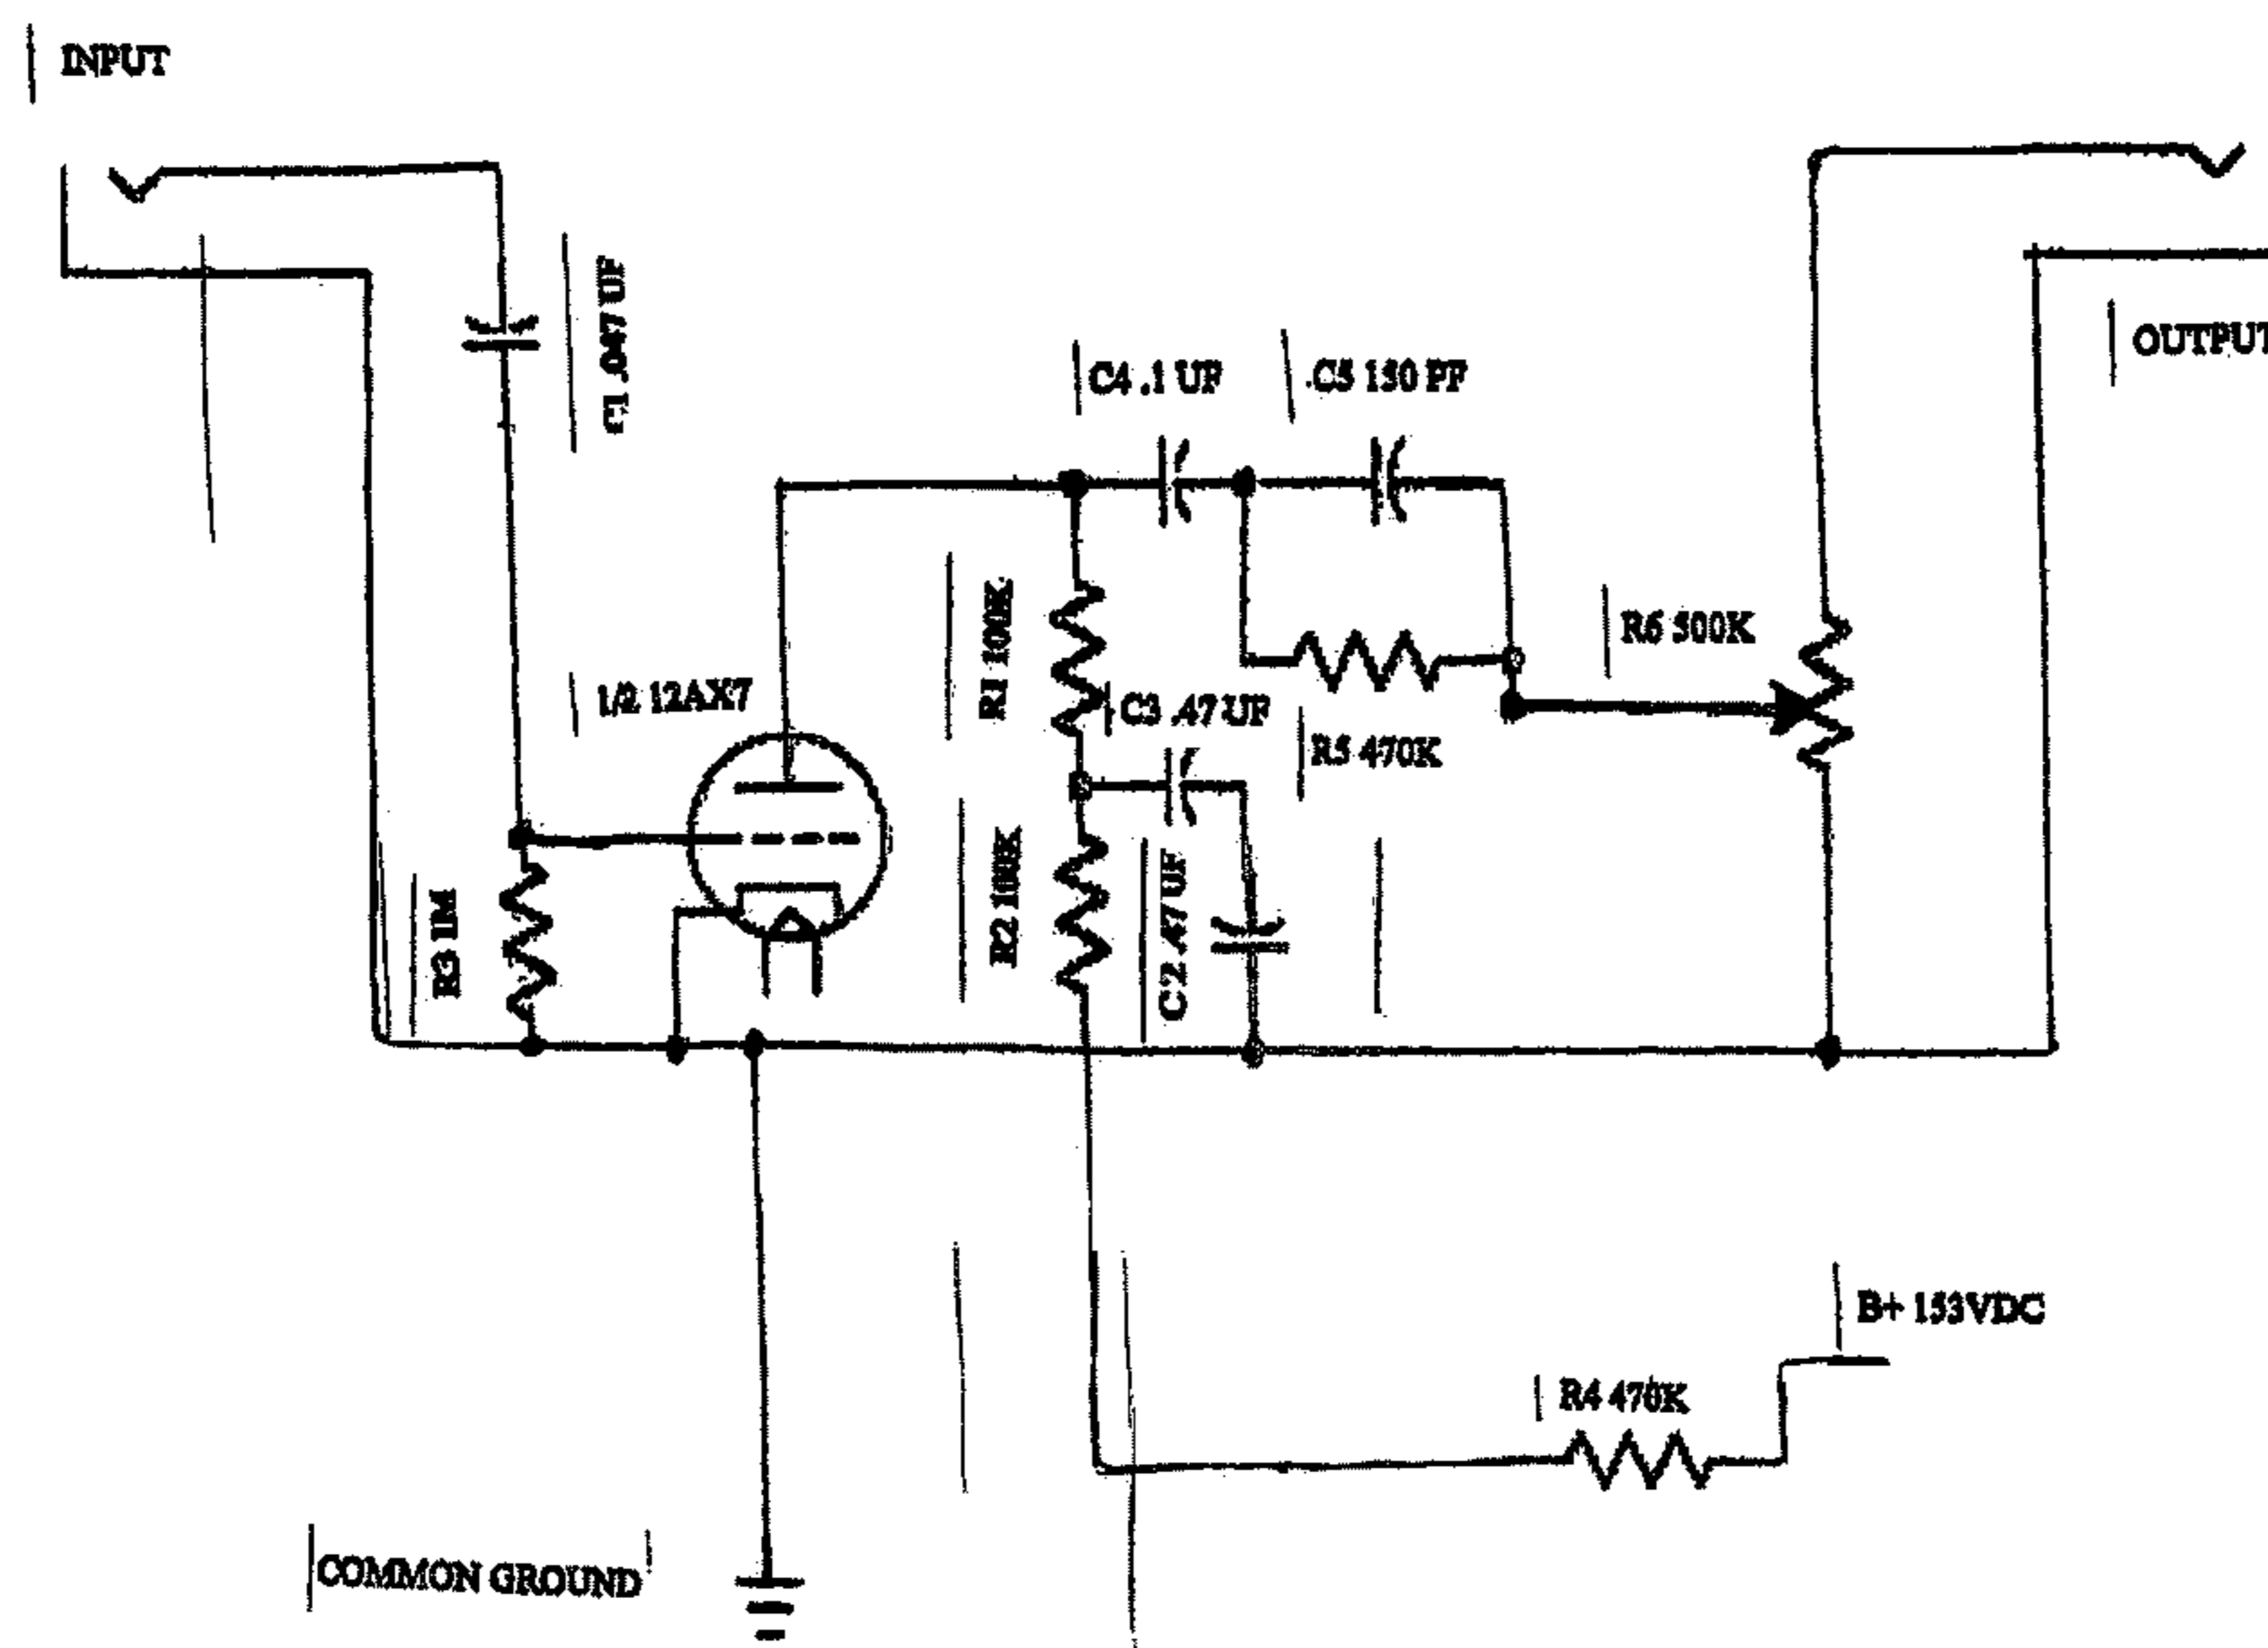 INPUT
C1 .047 UF
C4 .1 UF
.C5 150 PF
OUTPUT
R1 100K
R6 500K
1/2 12AX7
C3 .47 UF
R5 470K
R3 1M
R2 100K
C2 .47 UF
B+ 153VDC
R4 470K
COMMON GROUND